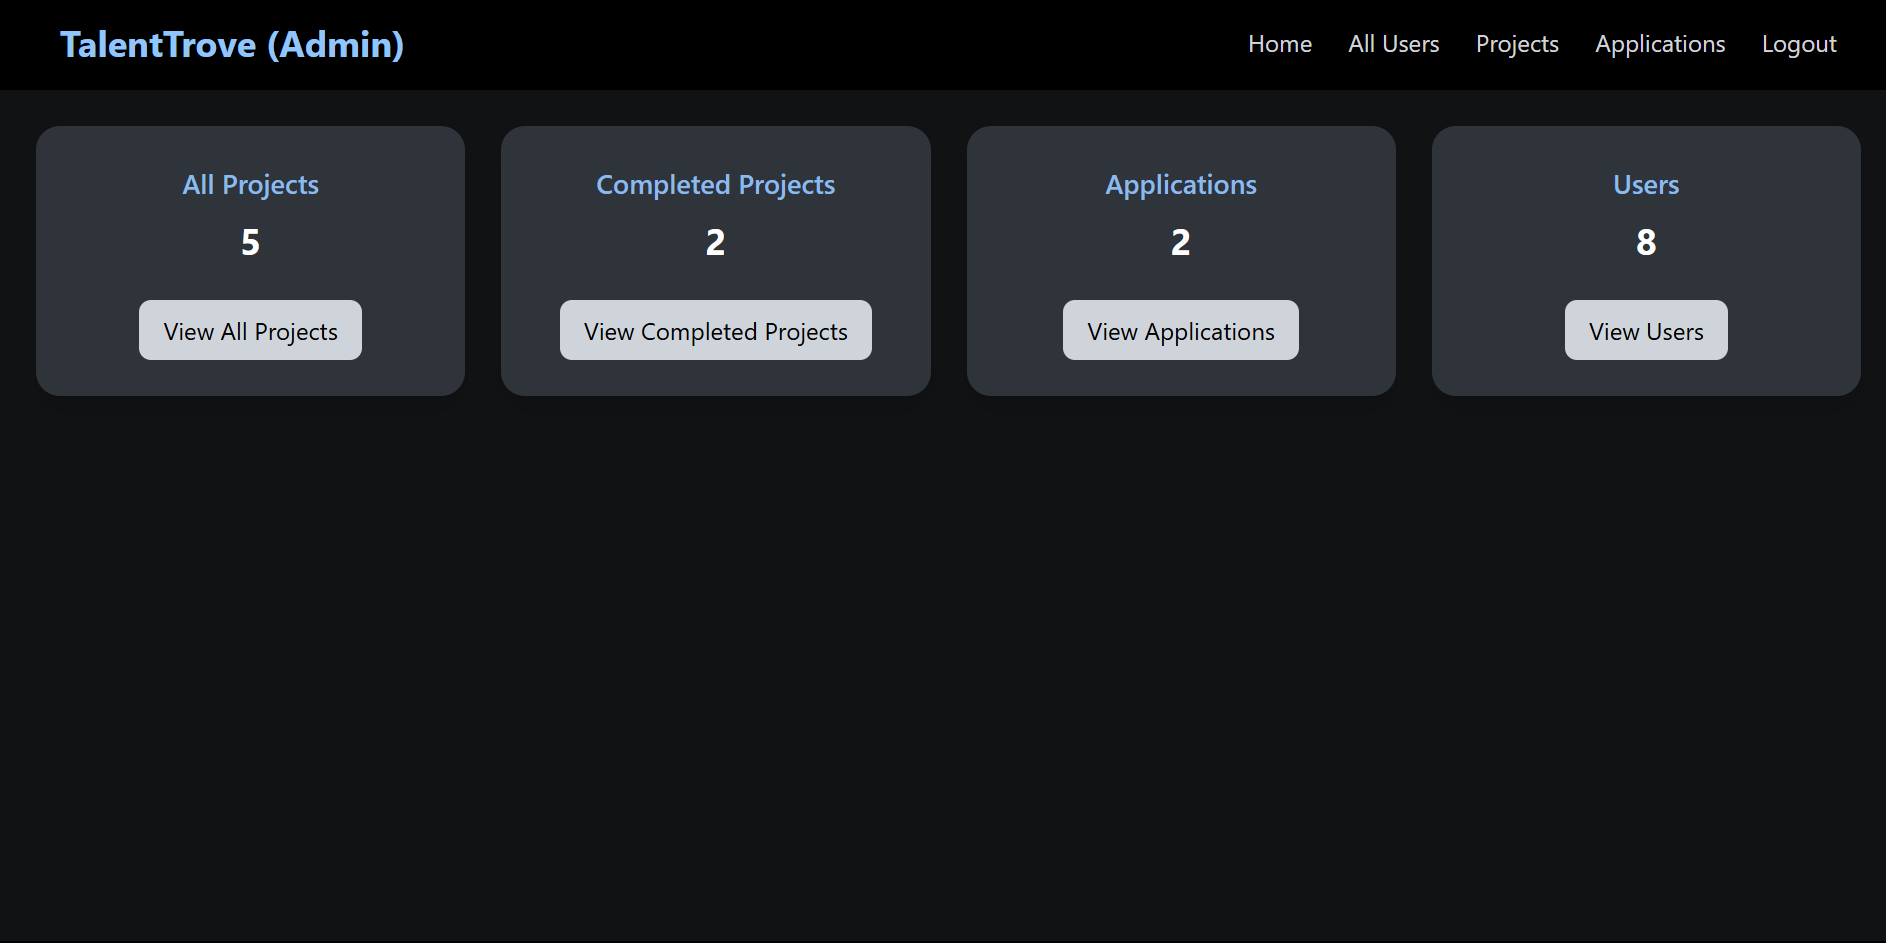 TalentTrove (Admin)
Home All Users Projects Applications Logout
All Projects
5
View All Projects
Completed Projects
2
View Completed Projects
Applications
2
View Applications
Users
8
View Users